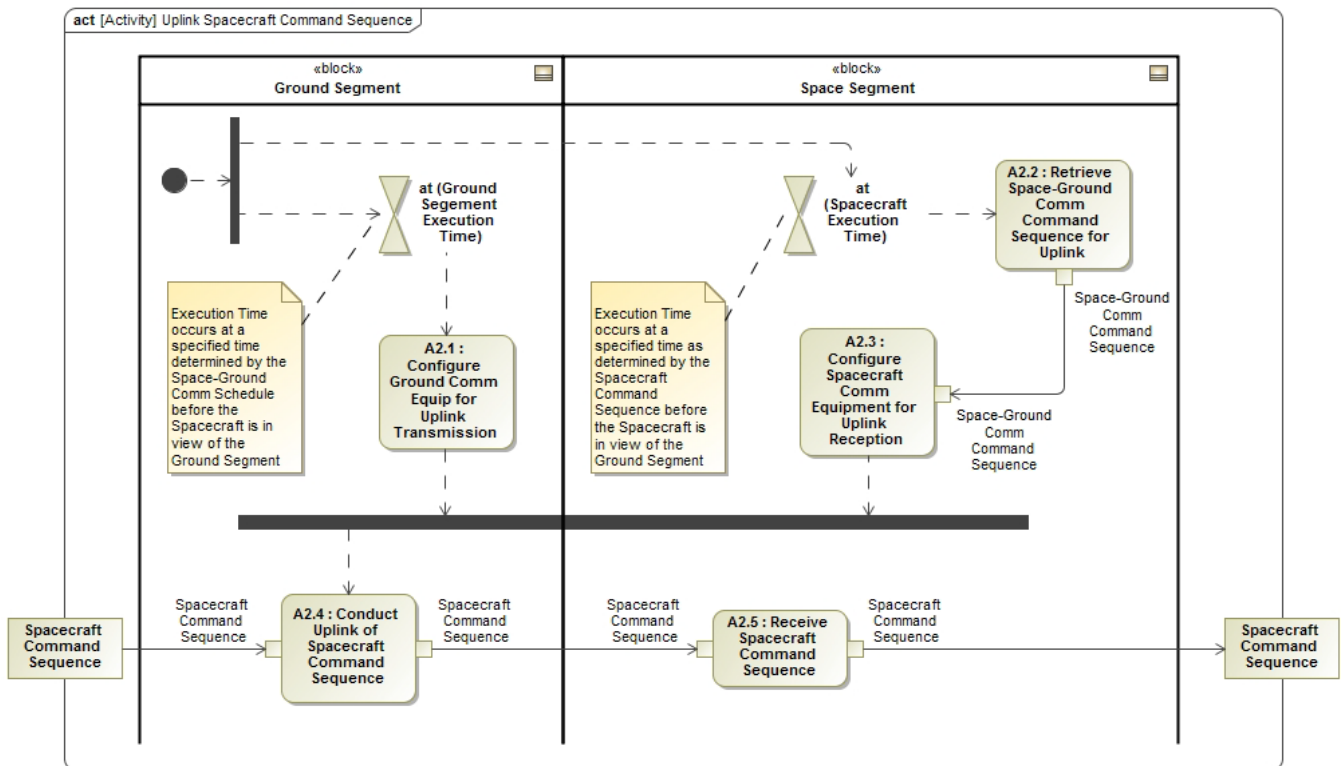 act [Activity] Uplink Spacecraft Command Sequence
«block»
Ground Segment
«block»
Space Segment
at (Ground
Segement
Execution
Time)
at
(Spacecraft
Execution
Time)
A2.2 : Retrieve
Space-Ground
Comm
Command
Sequence for
Uplink
Space-Ground
Comm
Command
Sequence
Execution Time
occurs at a
specified time
determined by the
Space-Ground
Comm Schedule
before the
Spacecraft is in
view of the
Ground Segment
A2.1 :
Configure
Ground Comm
Equip for
Uplink
Transmission
Execution Time
occurs at a
specified time as
determined by the
Spacecraft
Command
Sequence before
the Spacecraft is
in view of the
Ground Segment
A2.3 :
Configure
Spacecraft
Comm
Equipment for
Uplink
Reception
Space-Ground
Comm
Command
Sequence
Spacecraft
Command
Sequence
Spacecraft
Command
Sequence
A2.4 : Conduct
Uplink of
Spacecraft
Command
Sequence
Spacecraft
Command
Sequence
Spacecraft
Command
Sequence
A2.5 : Receive
Spacecraft
Command
Sequence
Spacecraft
Command
Sequence
Spacecraft
Command
Sequence